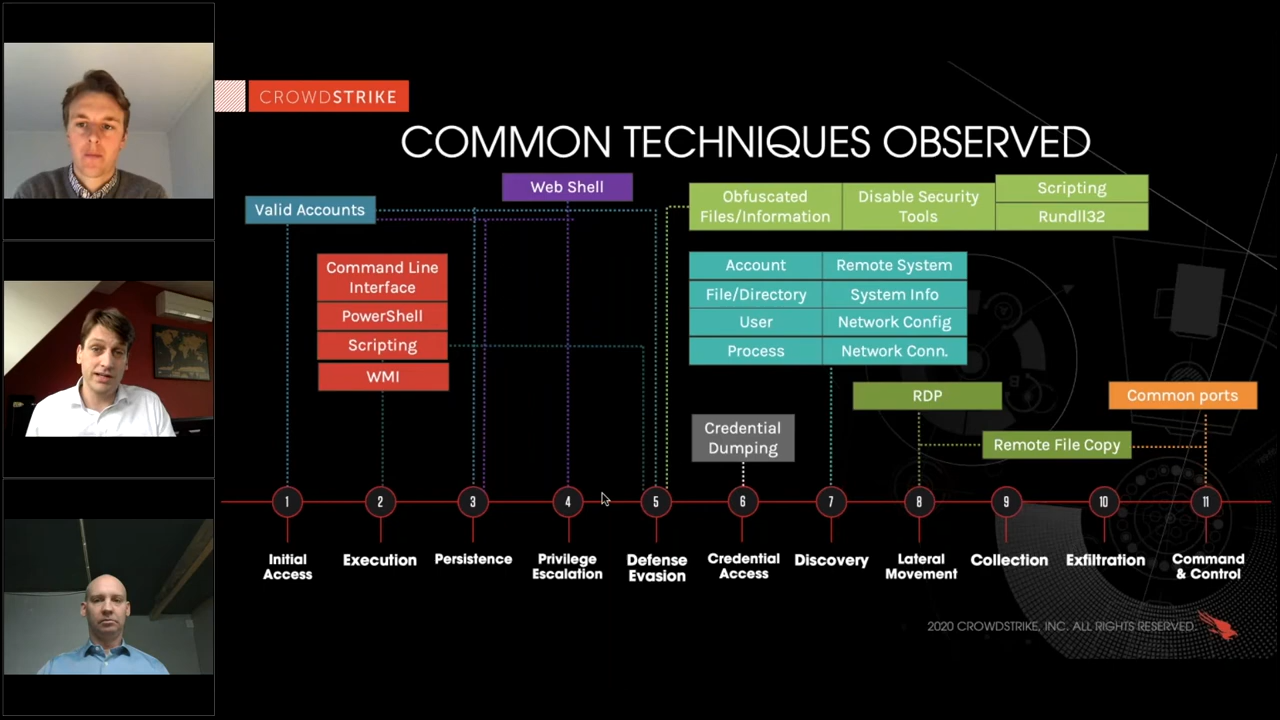 CROWDSTRIKE
COMMON TECHNIQUES OBSERVED
Valid Accounts
Web Shell
Obfuscated
Files/Information
Disable Security
Tools
Scripting
Rundll32
Command Line
Interface
PowerShell
Scripting
WMI
Account
Remote System
File/Directory
System Info
User
Network Config
Process
Network Conn.
RDP
Common ports
Credential
Dumping
Remote File Copy
1
2
3
4
5
6
7
8
9
10
11
Initial
Access
Execution
Persistence
Privilege
Escalation
Defense
Evasion
Credential
Access
Discovery
Lateral
Movement
Collection
Exfiltration
Command
& Control
2020 CROWDSTRIKE, INC. ALL RIGHTS RESERVED.